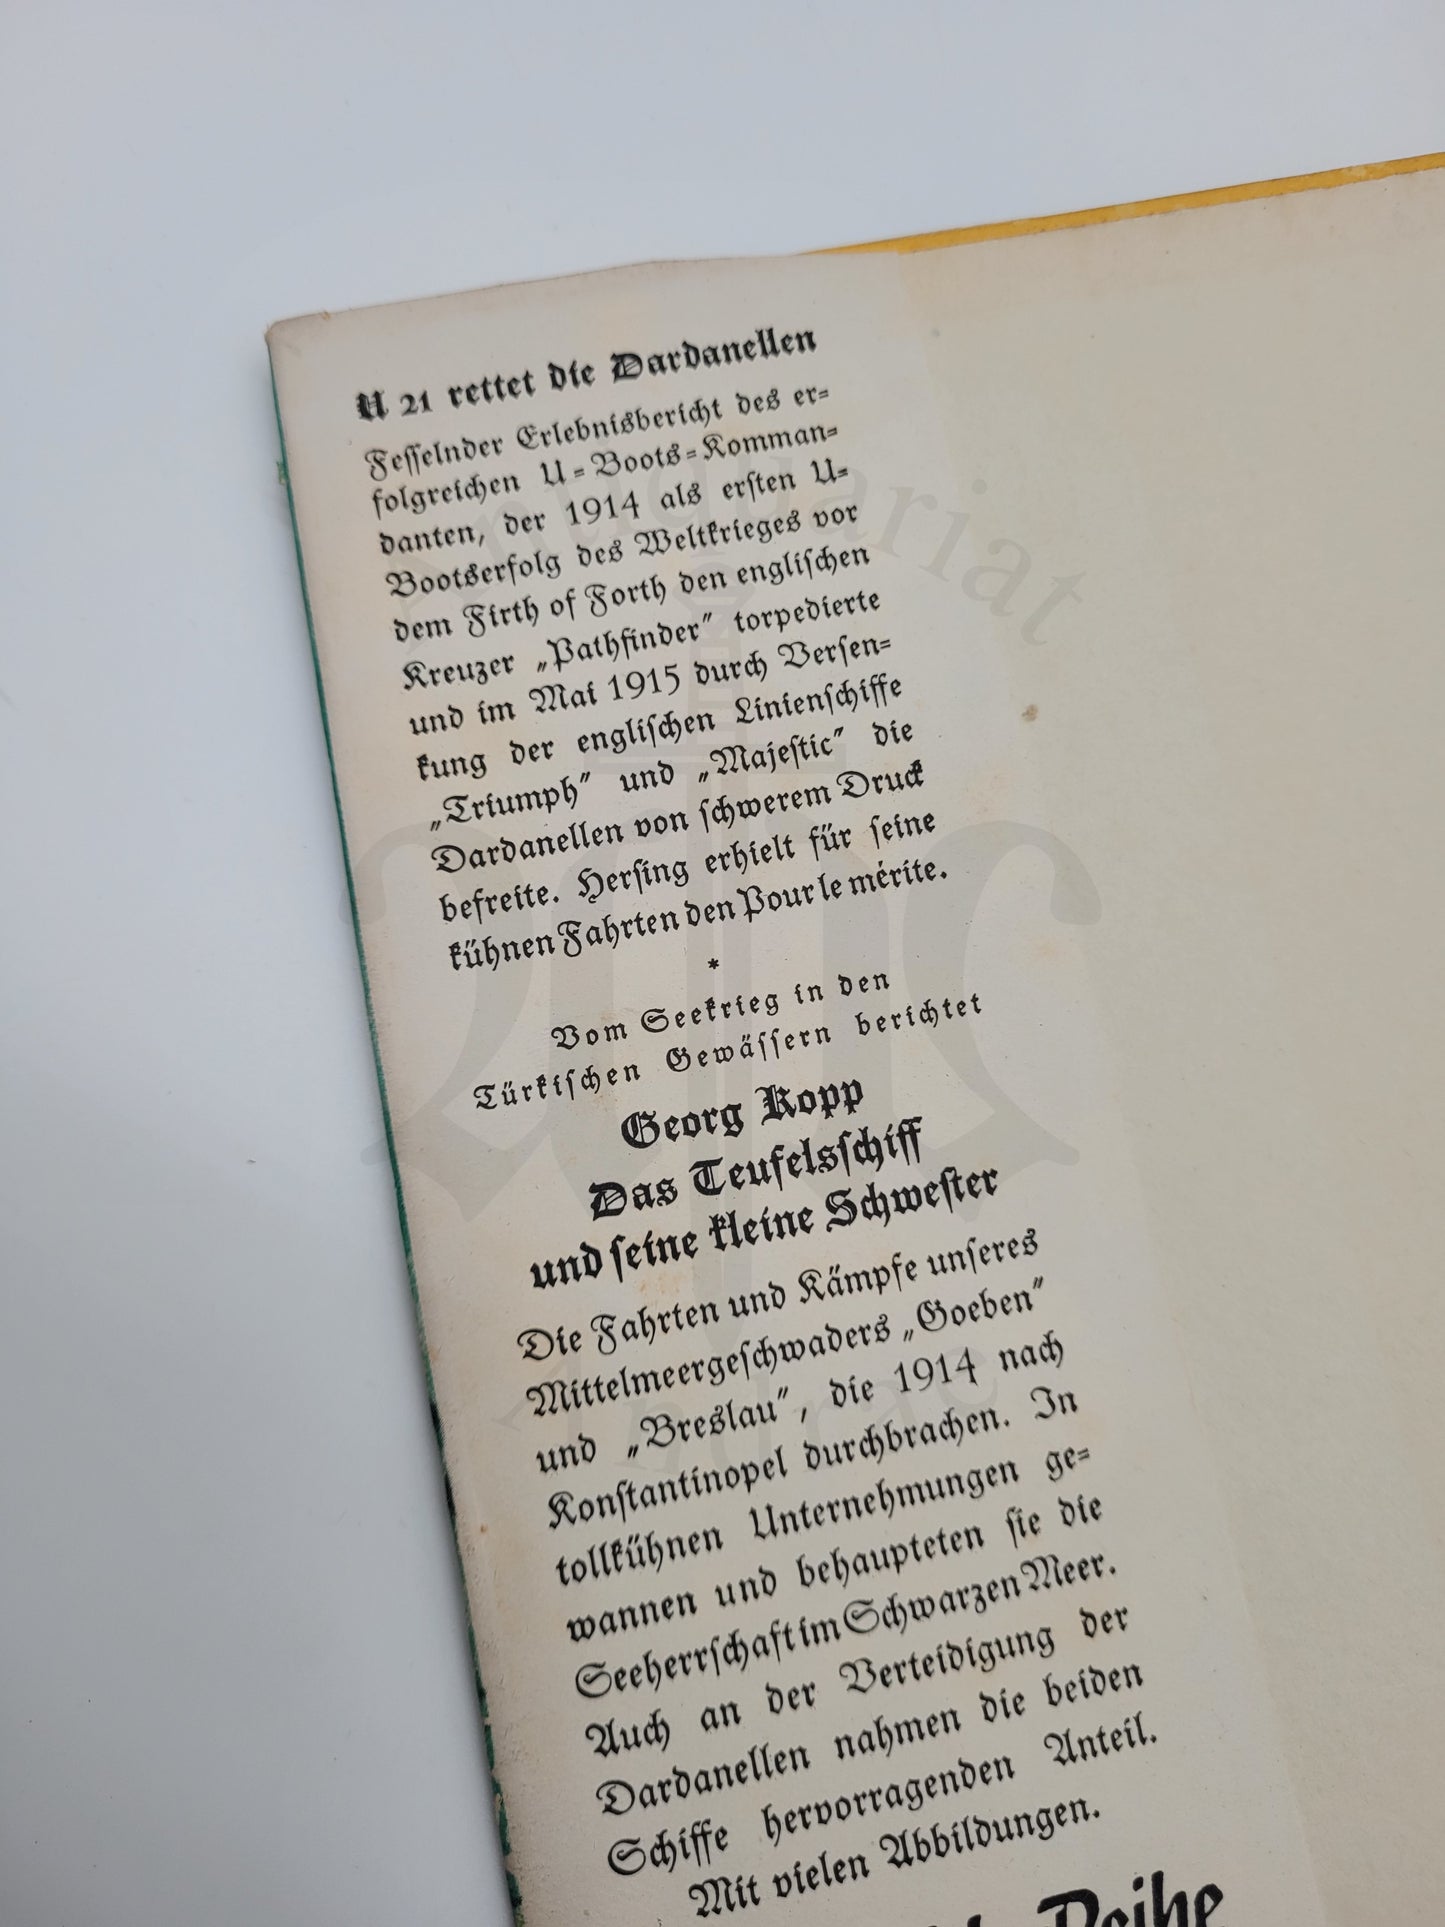 U 21 rettet die Dardanellen
Fesselnder Erlebnisbericht des er-
folgreichen U-Boots-Komman-
danten, der 1914 als ersten U-
Bootserfolg des Weltkrieges vor
dem Firth of Forth den englischen
Kreuzer „Pathfinder" torpedierte
und im Mai 1915 durch Versen-
kung der englischen Linienschiffe
„Triumph" und „Majestic" die
Dardanellen von schwerem Druck
befreite. Hersing erhielt für seine
kühnen Fahrten den Pour le mérite.
*
Vom Seekrieg in den
Türkischen Gewässern berichtet
Georg Kopp
Das Teufelsschiff
und seine kleine Schwester
Die Fahrten und Kämpfe unseres
Mittelmeergeschwaders „Goeben"
und „Breslau", die 1914 nach
Konstantinopel durchbrachen. In
tollkühnen Unternehmungen ge-
wannen und behaupteten sie die
Seeherrschaft im Schwarzen Meer.
Auch an der Verteidigung der
Dardanellen nahmen die beiden
Schiffe hervorragenden Anteil.
Mit vielen Abbildungen.
Reihe
Antiquariat
Andrae